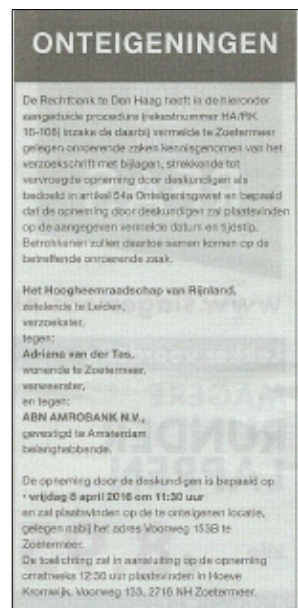 ONTEIGENINGEN
De Rechtbank te Den Haag heeft in de hieronder
aangeduide procedure (rekestnummer HA/RK
16-108) inzake de daarbij vermelde te Zoetermeer
gelegen onroerende zaken kennisgenomen van het
verzoekschrift met bijlagen, strekkende tot
vervroegde opneming door deskundigen als
bedoeld in artikel 54a Onteigeningswet en bepaald
dat de opneming door deskundigen zal plaatsvinden
op de aangegeven vermelde datum en tijdstip.
Betrokkenen zullen daartoe samen komen op de
betreffende onroerende zaak.
Het Hoogheemraadschap van Rijnland,
zetelende te Leiden,
verzoekster,
tegen:
Adriana van der Tas,
wonende te Zoetermeer,
verweerster,
en tegen:
ABN AMROBANK N.V.,
gevestigd te Amsterdam
belanghebbende.
De opneming door de deskundigen is bepaald op
• vrijdag 8 april 2016 om 11:30 uur
en zal plaatsvinden op de te onteigenen locatie,
gelegen nabij het adres Voorweg 153B te
Zoetermeer.
De toelichting zal in aansluiting op de opneming
omstreeks 12:30 uur plaatsvinden in Hoeve
Kromwijk, Voorweg 133, 2716 NH Zoetermeer.